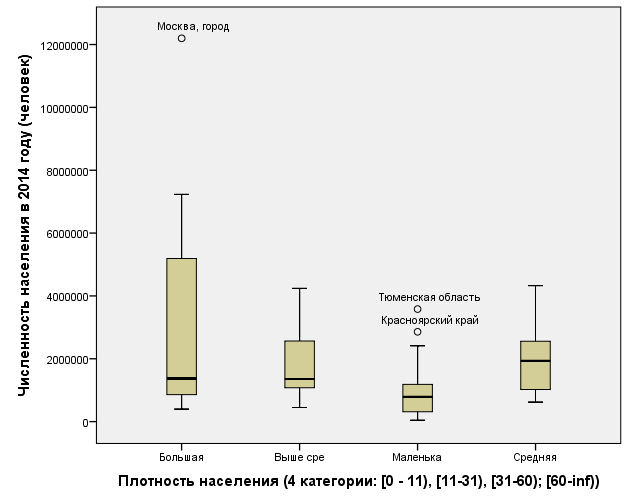 Москва, город
12000000
10000000
8000000
6000000
4000000
2000000
0
Тюменская область
Красноярский край
Численность населения в 2014 году (человек)
Большая
Выше сре
Маленька
Средняя
Плотность населения (4 категории: [0 - 11), [11-31), [31-60); [60-inf))